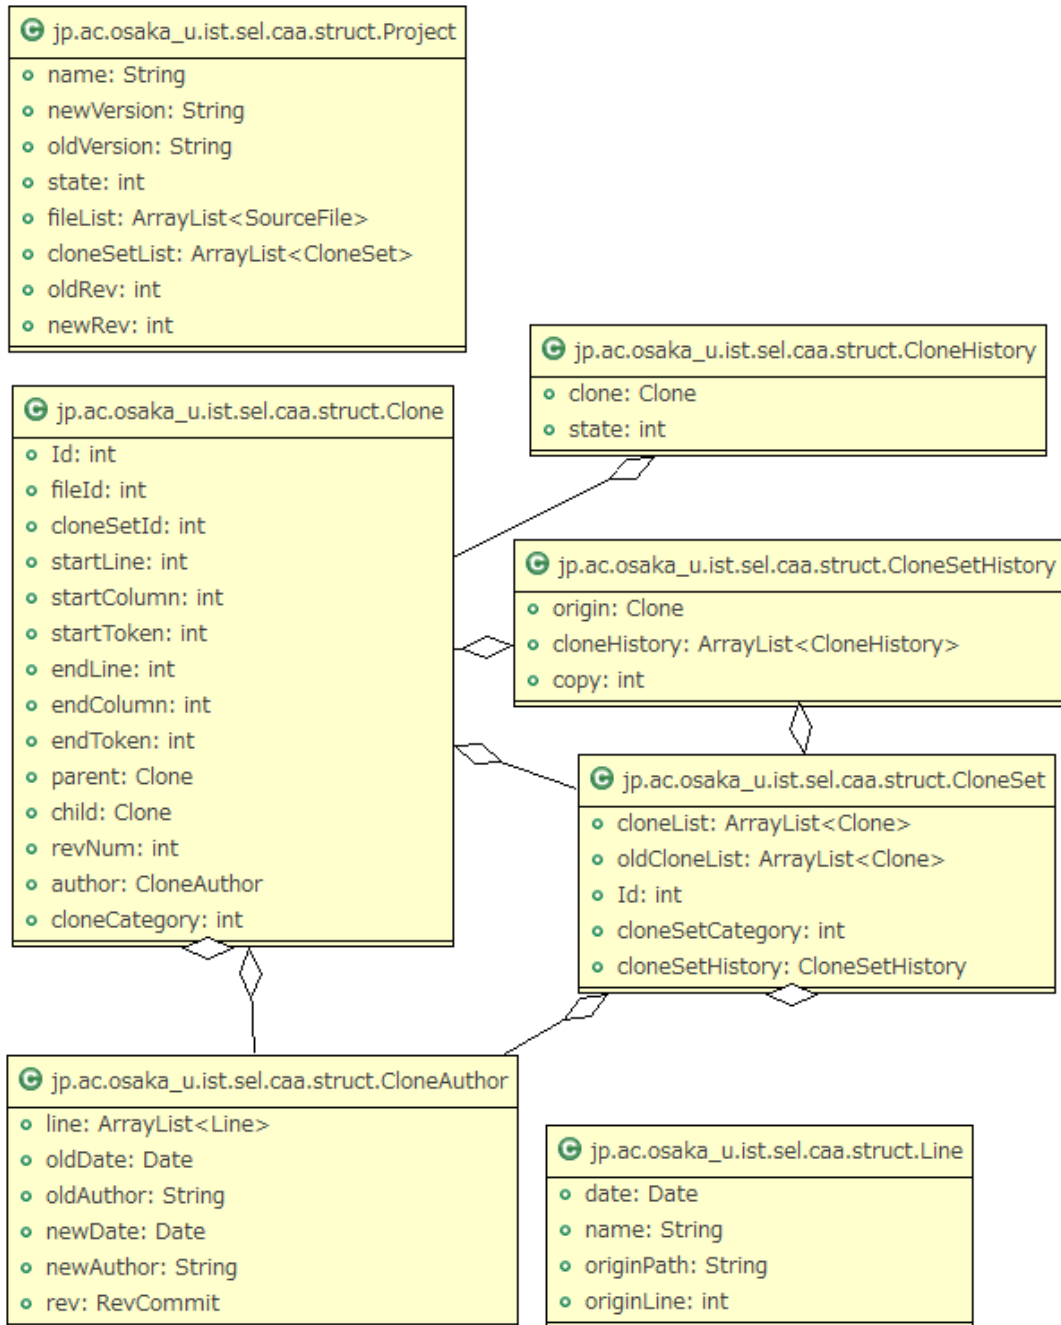 C jp.ac.osaka_u.ist.sel.caa.struct.Project
name: String
newVersion: String
oldVersion: String
state: int
fileList: ArrayList<SourceFile>
cloneSetList: ArrayList<CloneSet>
oldRev: int
newRev: int
C jp.ac.osaka_u.ist.sel.caa.struct.CloneHistory
clone: Clone
state: int
C jp.ac.osaka_u.ist.sel.caa.struct.Clone
Id: int
fileId: int
cloneSetId: int
startLine: int
startColumn: int
startToken: int
endLine: int
endColumn: int
endToken: int
parent: Clone
child: Clone
revNum: int
author: CloneAuthor
cloneCategory: int
C jp.ac.osaka_u.ist.sel.caa.struct.CloneSetHistory
origin: Clone
cloneHistory: ArrayList<CloneHistory>
copy: int
C jp.ac.osaka_u.ist.sel.caa.struct.CloneSet
cloneList: ArrayList<Clone>
oldCloneList: ArrayList<Clone>
Id: int
cloneSetCategory: int
cloneSetHistory: CloneSetHistory
C jp.ac.osaka_u.ist.sel.caa.struct.CloneAuthor
line: ArrayList<Line>
oldDate: Date
oldAuthor: String
newDate: Date
newAuthor: String
rev: RevCommit
C jp.ac.osaka_u.ist.sel.caa.struct.Line
date: Date
name: String
originPath: String
originLine: int